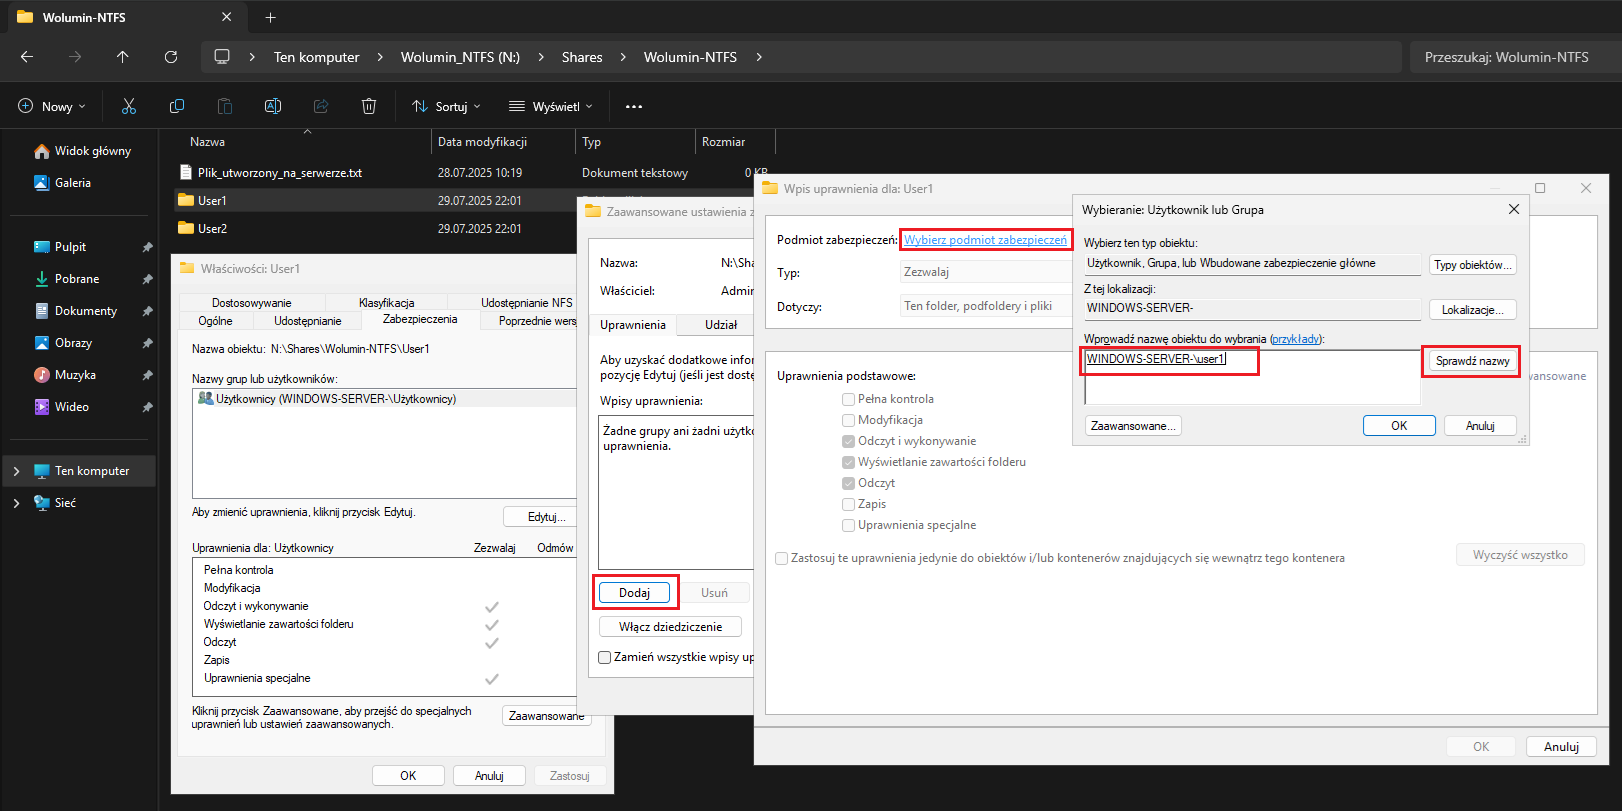 Wolumin-NTFS
Ten komputer
Wolumin_NTFS (N:)
Shares
Wolumin-NTFS
Przeszukaj: Wolumin-NTFS
Nowy
Sortuj
Wyświetl
Widok główny
Galeria
Pulpit
Pobrane
Dokumenty
Obrazy
Muzyka
Wideo
Ten komputer
Sieć
Nazwa
Data modyfikacji
Typ
Rozmiar
Plik_utworzony_na_serwerze.txt
28.07.2025 10:19
Dokument tekstowy
0 KB
User1
29.07.2025 22:01
User2
29.07.2025 22:01
Właściwości: User1
Dostosowywanie
Klasyfikacja
Udostępnianie NFS
Ogólne
Udostępnianie
Zabezpieczenia
Poprzednie wersj
Nazwa obiektu: N:\Shares\Wolumin-NTFS\User1
Nazwy grup lub użytkowników:
Użytkownicy (WINDOWS-SERVER-\Użytkownicy)
Aby zmienić uprawnienia, kliknij przycisk Edytuj.
Edytuj...
Uprawnienia dla: Użytkownicy
Zezwalaj
Odmów
Pełna kontrola
Modyfikacja
Odczyt i wykonywanie
Wyświetlanie zawartości folderu
Odczyt
Zapis
Uprawnienia specjalne
Kliknij przycisk Zaawansowane, aby przejść do specjalnych
uprawnień lub ustawień zaawansowanych.
Zaawansowane
OK
Anuluj
Zastosuj
Zaawansowane ustawienia z
Nazwa:
N:\Sha
Właściciel:
Admin
Uprawnienia
Udział
Aby uzyskać dodatkowe infor
pozycję Edytuj (jeśli jest dostę
Wpisy uprawnienia:
Żadne grupy ani żadni użytko
uprawnienia.
Dodaj
Usuń
Włącz dziedziczenie
Zamień wszystkie wpisy up
Wpis uprawnienia dla: User1
Podmiot zabezpieczeń:
Wybierz podmiot zabezpieczeń
Typ:
Zezwalaj
Dotyczy:
Ten folder, podfoldery i pliki
Uprawnienia podstawowe:
wansowane
Pełna kontrola
Modyfikacja
Odczyt i wykonywanie
Wyświetlanie zawartości folderu
Odczyt
Zapis
Uprawnienia specjalne
Zastosuj te uprawnienia jedynie do obiektów i/lub kontenerów znajdujących się wewnątrz tego kontenera
Wyczyść wszystko
OK
Anuluj
Wybieranie: Użytkownik lub Grupa
Wybierz ten typ obiektu:
Użytkownik, Grupa, lub Wbudowane zabezpieczenie główne
Typy obiektów...
Z tej lokalizacji:
WINDOWS-SERVER-
Lokalizacje...
Wprowadź nazwę obiektu do wybrania (przykłady):
WINDOWS-SERVER-\user1
Sprawdź nazwy
Zaawansowane...
OK
Anuluj